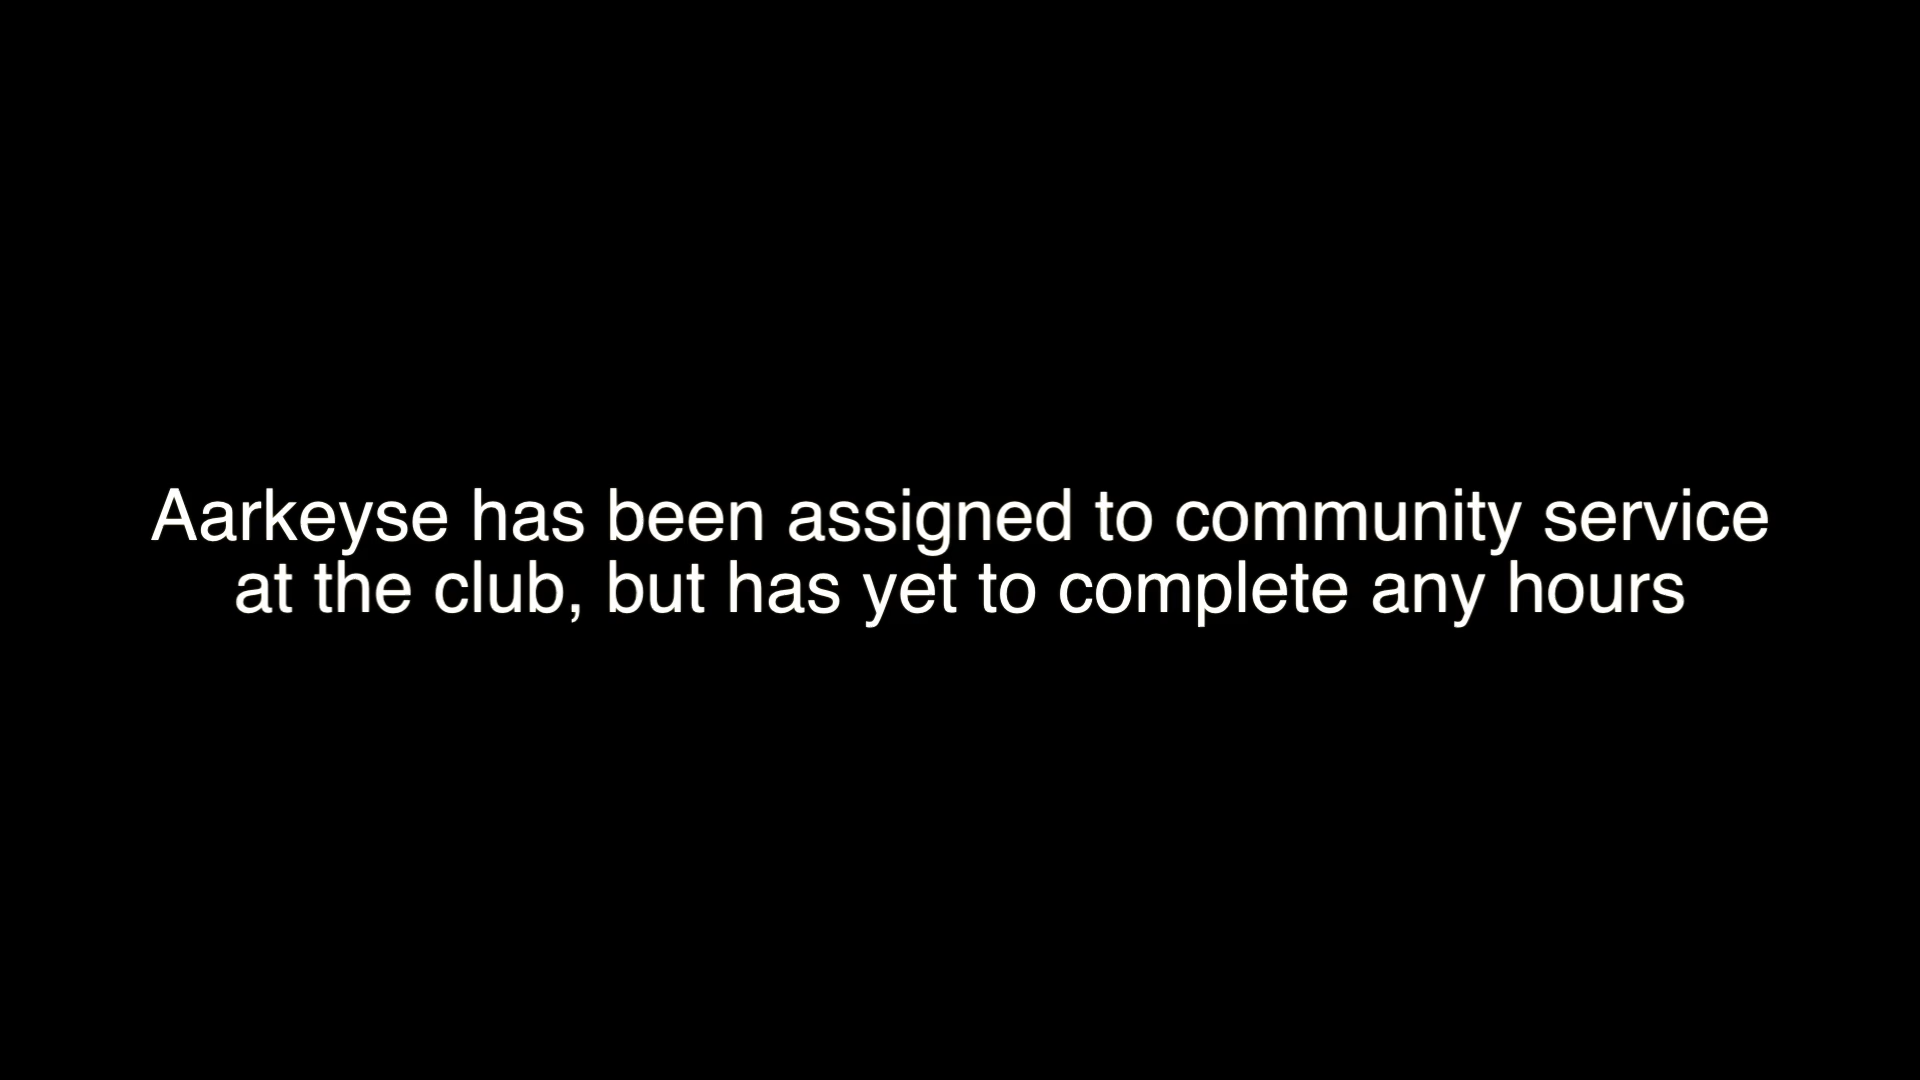 Aarkeyse has been assigned to community service
at the club, but has yet to complete any hours